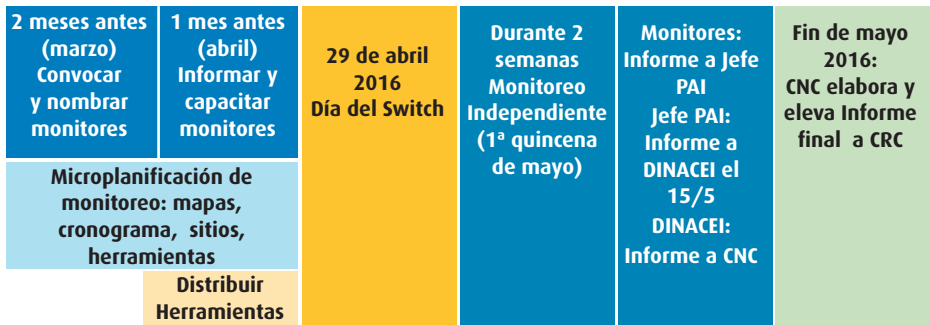 2 meses antes
(marzo)
Convocar
y nombrar
monitores
1 mes antes
(abril)
Informar y
capacitar
monitores
Microplanificación de
monitoreo: mapas,
cronograma, sitios,
herramientas
Distribuir
Herramientas
29 de abril
2016
Día del Switch
Durante 2
semanas
Monitoreo
Independiente
(1ª quincena
de mayo)
Monitores:
Informe a Jefe
PAI
Jefe PAI:
Informe a
DINACEI el
15/5
DINACEI:
Informe a CNC
Fin de mayo
2016:
CNC elabora y
eleva Informe
final a CRC